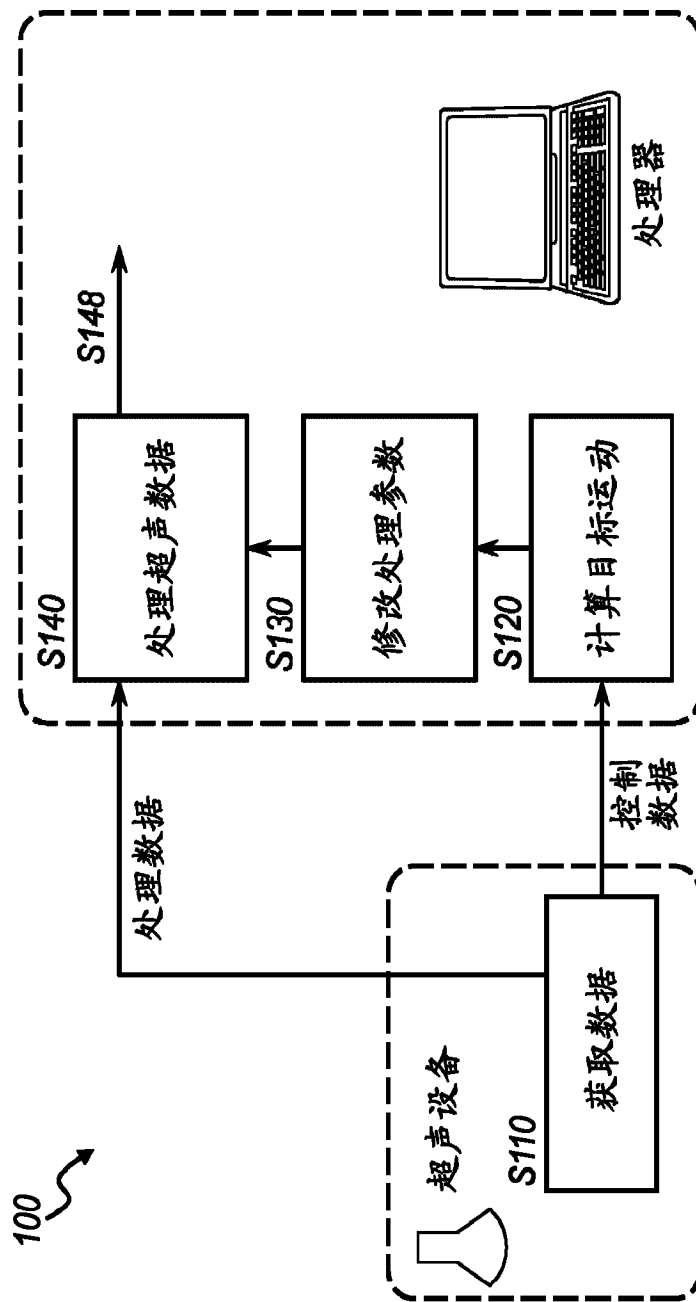 100
超声设备
S110
获取数据
处理数据
控制
数据
S140
处理超声数据
S148
S130
修改处理参数
S120
计算目标运动
处理器